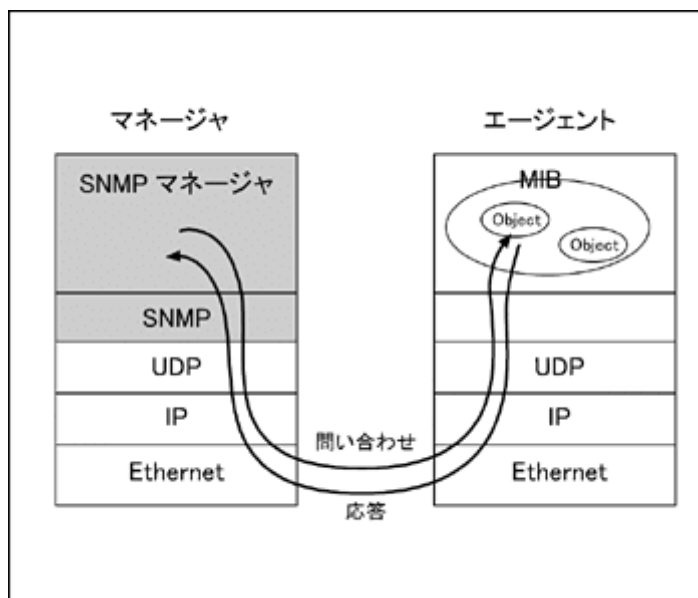 マネージャ
SNMP マネージャ
SNMP
UDP
IP
Ethernet
エージェント
MIB
Object
Object
UDP
IP
Ethernet
問い合わせ
応答